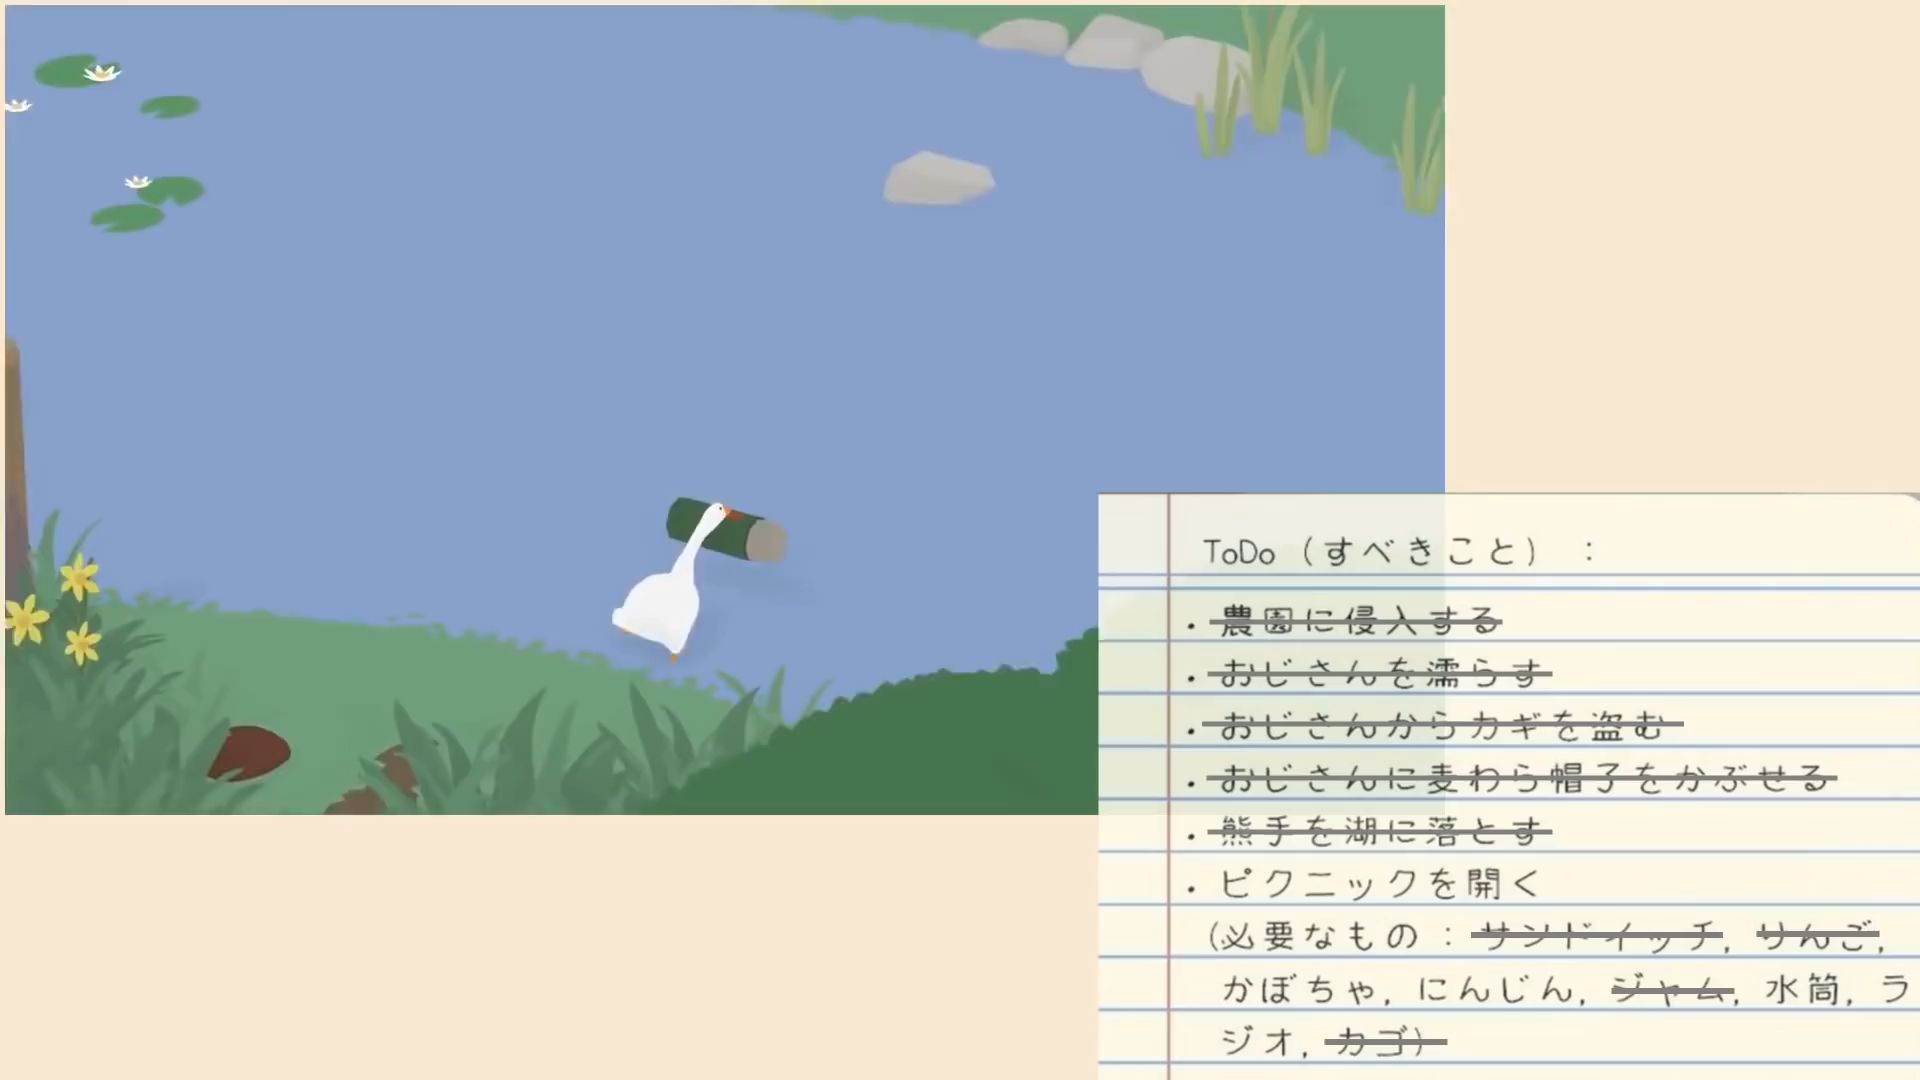 ToDo (すべきこと) :
・農園に侵入する
・おじさんを濡らす
・おじさんからカギを盗む
・おじさんに麦わら帽子をかぶせる
・熊手を湖に落とす
・ピクニックを開く
(必要なもの : サンドイッチ, りんご,
かぼちゃ, にんじん, ジャム, 水筒, ラ
ジオ, カゴ)